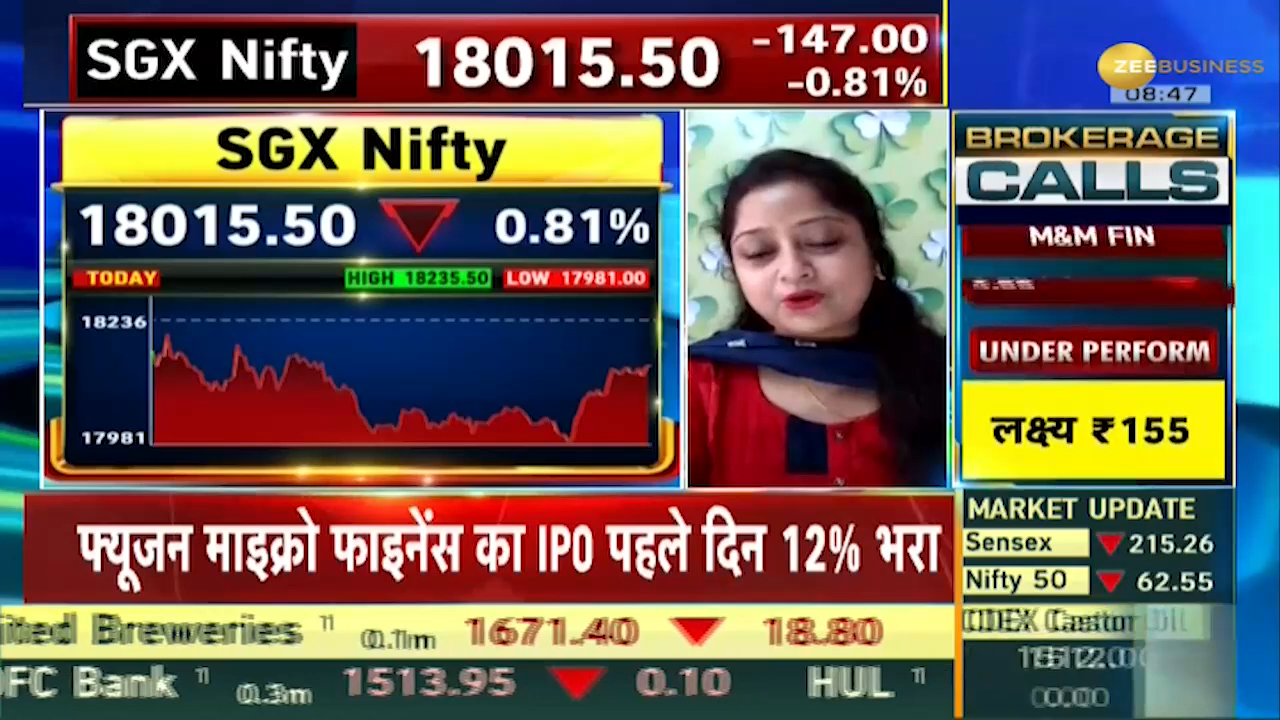 SGX Nifty 18015.50 -147.00
-0.81%
ZEEBUSINESS
08:47
SGX Nifty
18015.50 0.81%
TODAY HIGH 18235.50 LOW 17981.00
18236
17981
BROKERAGE
CALLS
M&M FIN
UNDER PERFORM
लक्ष्य ₹155
फ्यूजन माइक्रो फाइनेंस का IPO पहले दिन 12% भरा
MARKET UPDATE
Sensex 215.26
Nifty 50 62.55
Breweries 11 0.1m 1671.40 18.80
Bank 11 0.3m 1513.95 0.10 HUL 11